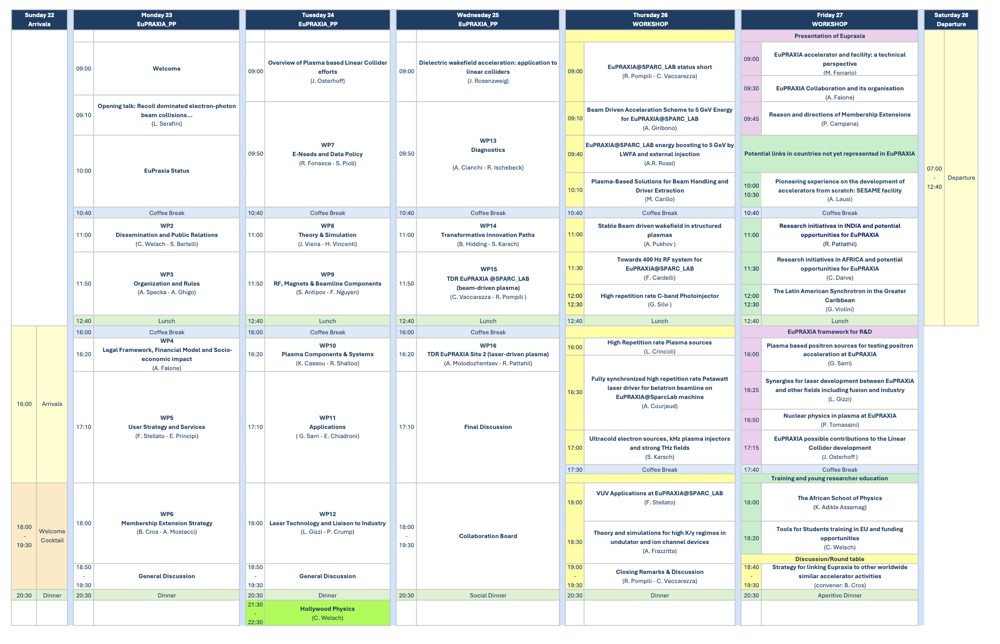 Sunday 22
Arrivals
16:00
Arrivals
18:00
-
19:30
Welcome
Cocktail
20:30
Dinner
Monday 23
EuPRAXIA_PP
09:00
Welcome
09:10
Opening talk: Recoil dominated electron-photon
beam collisions...
(L. Serafini)
10:00
EuPraxia Status
10:40
Coffee Break
11:00
WP2
Dissemination and Public Relations
(C. Welsch - S. Bertelli)
11:50
WP3
Organization and Rules
(A. Specka - A. Ghigo)
12:40
Lunch
16:00
Coffee Break
16:20
WP4
Legal Framework, Financial Model and Socio-
economic impact
(A. Falone)
17:10
WP5
User Strategy and Services
(F. Stellato - E. Principi)
18:00
WP6
Membership Extension Strategy
(B. Cros - A. Mostacci)
18:50
-
19:30
General Discussion
20:30
Dinner
Tuesday 24
EuPRAXIA_PP
09:00
Overview of Plasma based Linear Collider
efforts
(J. Osterhoff)
09:50
WP7
E-Needs and Data Policy
(R. Fonseca - S. Pioli)
10:40
Coffee Break
11:00
WP8
Theory & Simulation
(J. Vieira - H. Vincenti)
11:50
WP9
RF, Magnets & Beamline Components
(S. Antipov - F. Nguyen)
12:40
Lunch
16:00
Coffee Break
16:20
WP10
Plasma Components & Systems
(K. Cassou - R. Shalloo)
17:10
WP11
Applications
( G. Sarri - E. Chiadroni)
18:00
WP12
Laser Technology and Liaison to Industry
(L. Gizzi - P. Crump)
18:50
-
19:30
General Discussion
20:30
Dinner
21:30
-
22:30
Hollywood Physics
(C. Welsch)
Wednesday 25
EuPRAXIA_PP
09:00
Dielectric wakefield acceleration: application to
linear colliders
(J. Rosenzweig)
09:50
WP13
Diagnostics
(A. Cianchi - R. Ischebeck)
10:40
Coffee Break
11:00
WP14
Transformative Innovation Paths
(B. Hidding - S. Karsch)
11:50
WP15
TDR EuPRAXIA @SPARC_LAB
(beam-driven plasma)
(C. Vaccarezza - R. Pompili )
12:40
Lunch
16:00
Coffee Break
16:20
WP16
TDR EuPRAXIA Site 2 (laser-driven plasma)
(A. Molodozhentsev - R. Pattahil)
17:10
Final Discussion
18:00
-
19:30
Collaboration Board
20:30
Social Dinner
Thursday 26
WORKSHOP
09:00
EuPRAXIA@SPARC_LAB status short
(R. Pompili - C. Vaccarezza)
09:10
Beam Driven Acceleration Scheme to 5 GeV Energy
for EuPRAXIA@SPARC_LAB
(A. Giribono)
09:40
EuPRAXIA@SPARC_LAB energy boosting to 5 GeV by
LWFA and external injection
(A.R. Rossi)
10:10
Plasma-Based Solutions for Beam Handling and
Driver Extraction
(M. Carillo)
10:40
Coffee Break
11:00
Stable Beam driven wakefield in structured
plasmas
(A. Pukhov )
11:30
Towards 400 Hz RF system for
EuPRAXIA@SPARC_LAB
(F. Cardelli)
12:00
12:30
High repetition rate C-band Photoinjector
(G. Silvi )
12:40
Lunch
16:00
High Repetition rate Plasma sources
(L. Crincoli)
16:30
Fully synchronized high repetition rate Petawatt
laser driver for betatron beamline on
EuPRAXIA@SparcLab machine
(A. Courjaud)
17:00
Ultracold electron sources, kHz plasma injectors
and strong THz fields
(S. Karsch)
17:30
Coffee Break
18:00
VUV Applications at EuPRAXIA@SPARC_LAB
(F. Stellato)
18:30
Theory and simulations for high K/γ regimes in
undulator and ion channel devices
(A. Frazzitta)
19:00
-
19:30
Closing Remarks & Discussion
(R. Pompili - C. Vaccarezza)
20:30
Dinner
Friday 27
WORKSHOP
Presentation of Eupraxia
09:00
EuPRAXIA accelerator and facility: a technical
perspective
(M. Ferrario)
09:30
EuPRAXIA Collaboration and its organisation
(A. Falone)
09:45
Reason and directions of Membership Extensions
(P. Campana)
Potential links in countries not yet represented in EuPRAXIA
10:00
10:30
Pioneering experience on the development of
accelerators from scratch: SESAME facility
(A. Lausi)
10:40
Coffee Break
11:00
Research initiatives in INDIA and potential
opportunities for EuPRAXIA
(R. Pattathil)
11:30
Research initiatives in AFRICA and potential
opportunities for EuPRAXIA
(C. Darve)
12:00
12:30
The Latin American Synchrotron in the Greater
Caribbean
(G. Violini)
12:40
Lunch
EuPRAXIA framework for R&D
16:00
Plasma based positron sources for testing positron
acceleration at EuPRAXIA
(G. Sarri)
16:25
Synergies for laser development between EuPRAXIA
and other fields including fusion and industry
(L. Gizzi)
16:50
Nuclear physics in plasma at EuPRAXIA
(P. Tomassini)
17:15
EuPRAXIA possible contributions to the Linear
Collider development
(J. Osterhoff )
17:40
Coffee Break
Training and young researcher education
18:00
The African School of Physics
(K. Adikle Assamag)
18:20
Tools for Students training in EU and funding
opportunities
(C. Welsch)
Discussion/Round table
18:40
-
19:30
Strategy for linking Eupraxia to other worldwide
similar accelerator activities
(convener: B. Cros)
20:30
Aperitivo Dinner
Saturday 28
Departure
07:00
-
12:40
Departure